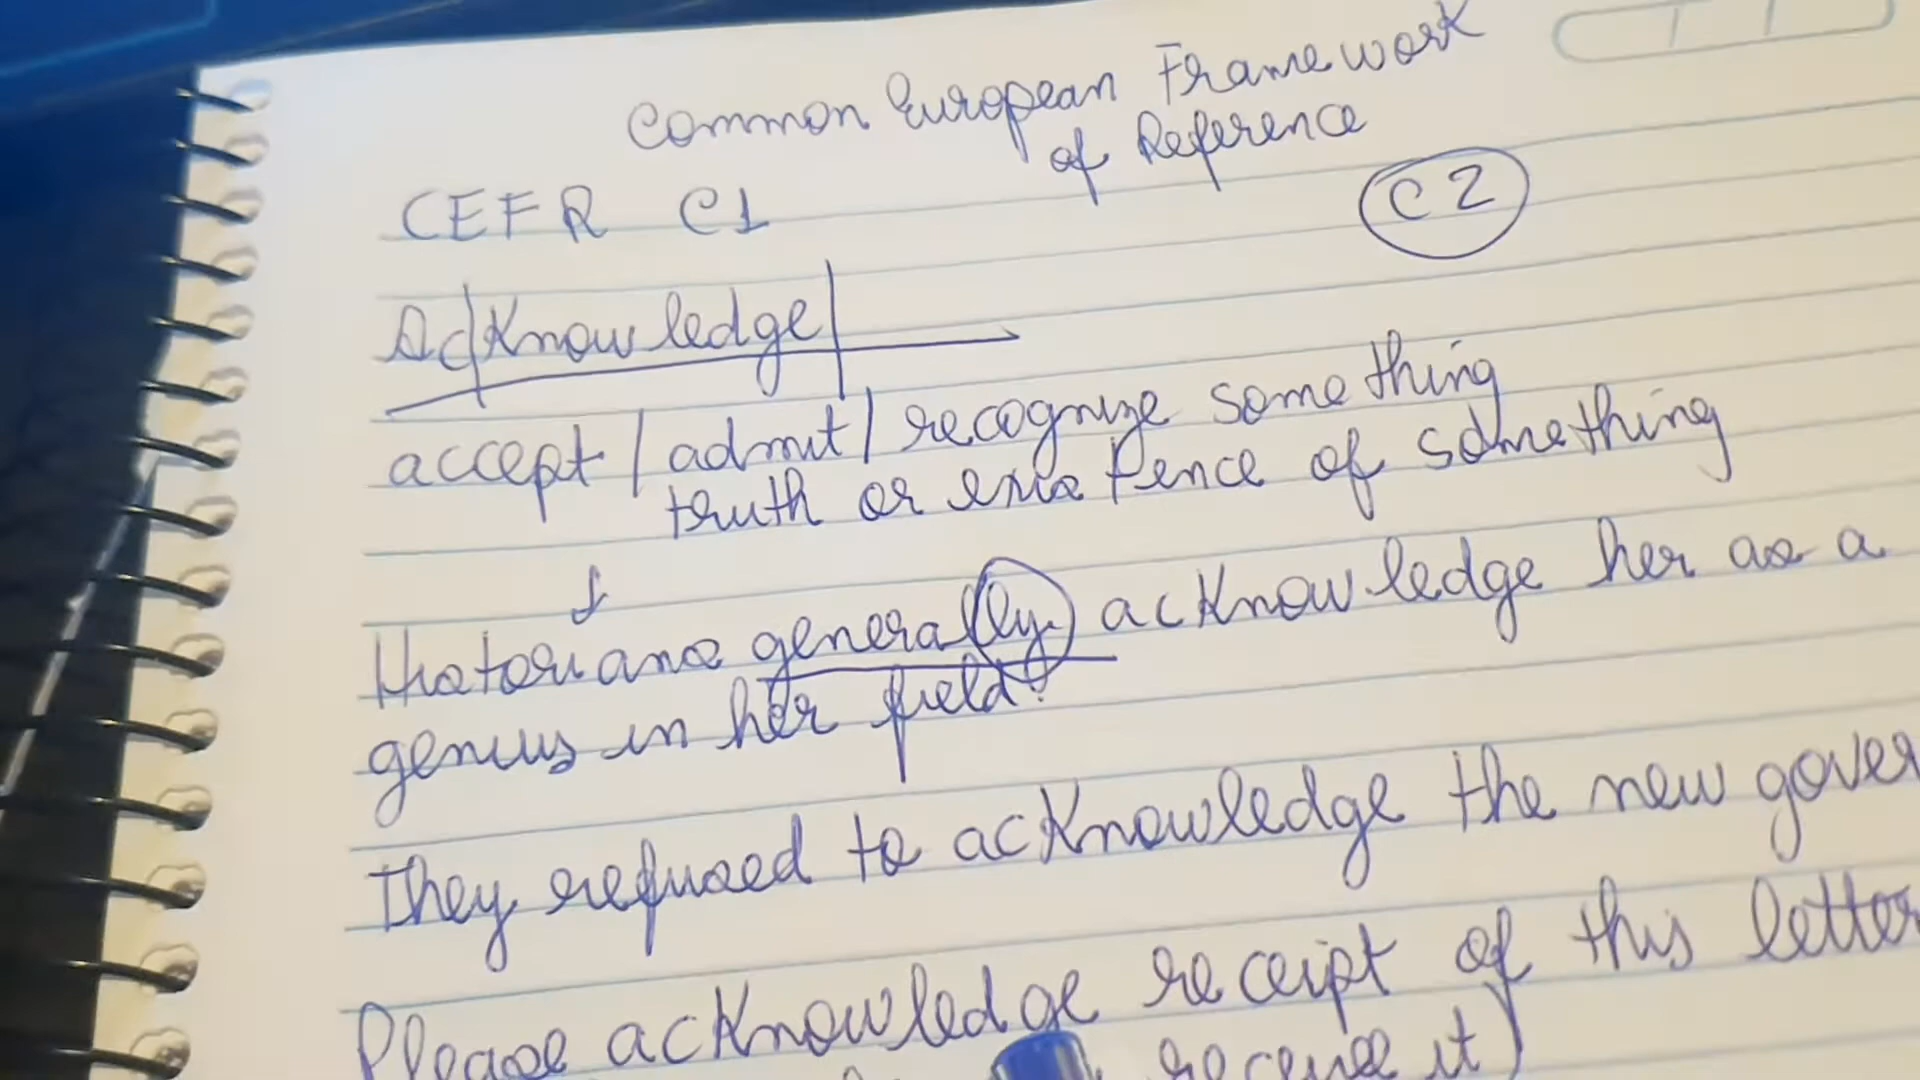 Common European Framework
of Reference
CEFR C1
C2
Acknowledge
accept / admit / recognize something
truth or existence of something
Historians generally acknowledge her as a
genius in her field.
They refused to acknowledge the new gover
Please acknowledge receipt of this letter
receive it)